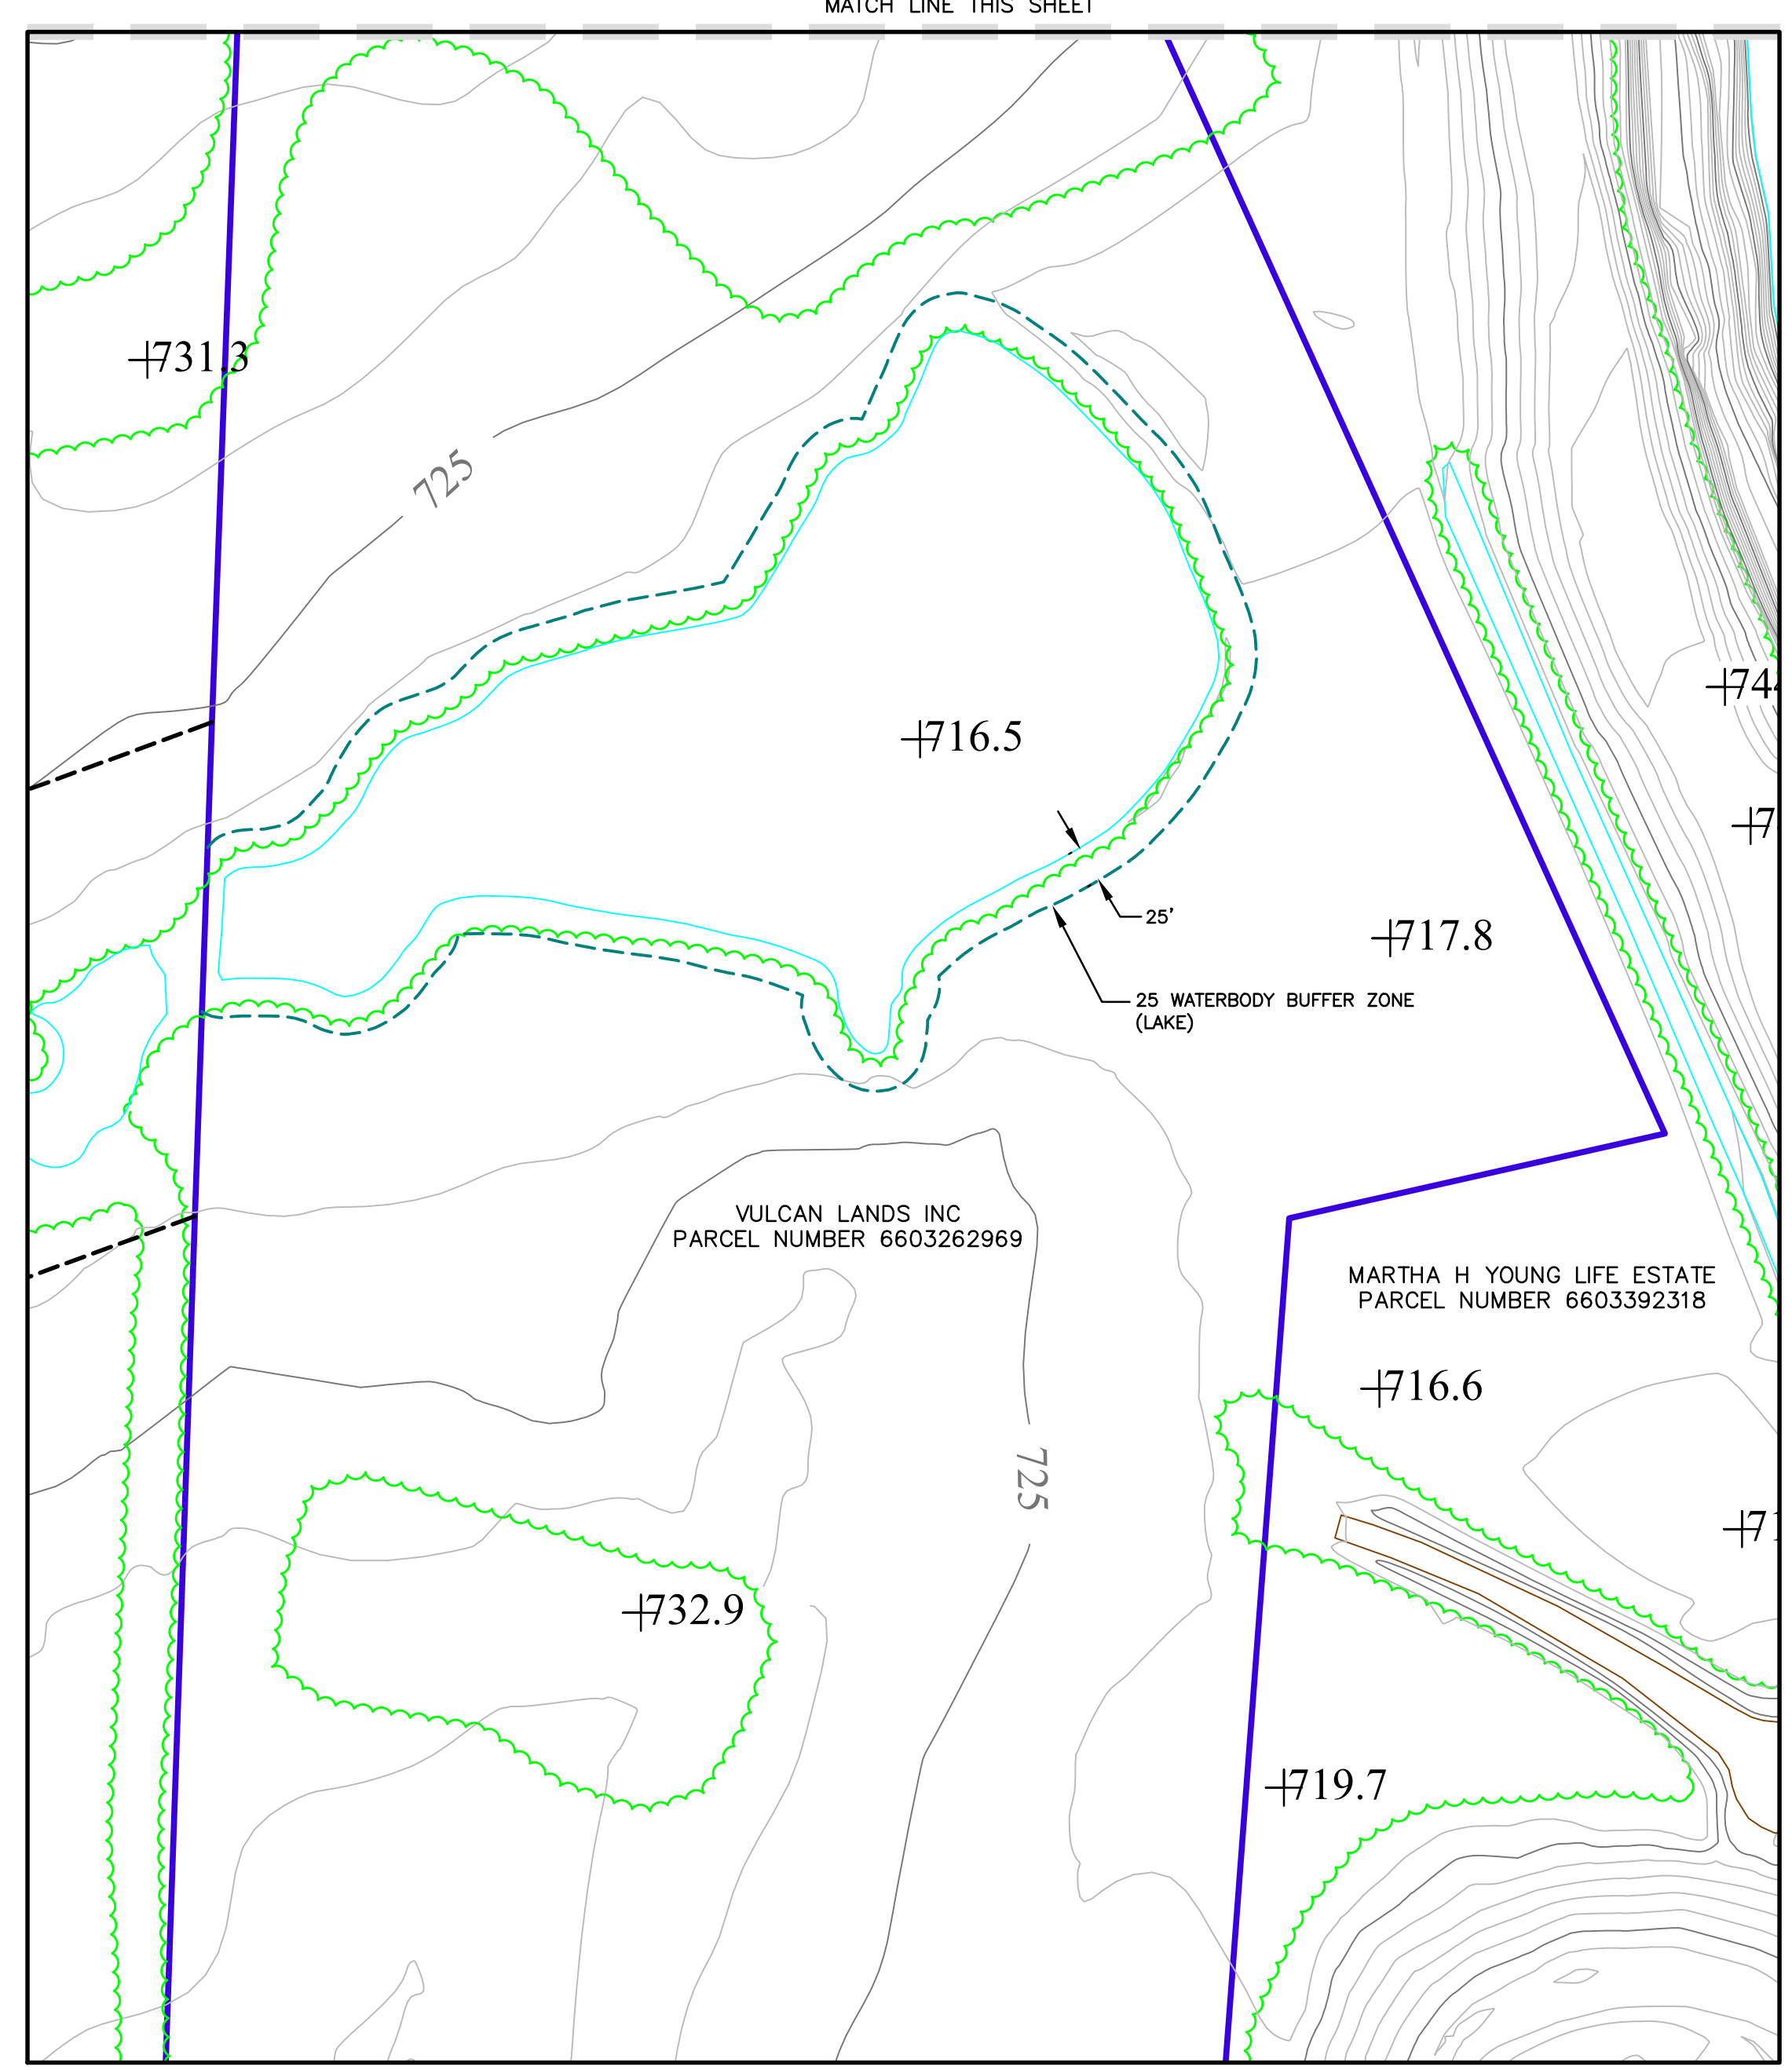 MATCH LINE THIS SHEET
731.3
725
744
716.5
25'
717.8
25 WATERBODY BUFFER ZONE
(LAKE)
VULCAN LANDS INC
PARCEL NUMBER 6603262969
MARTHA H YOUNG LIFE ESTATE
PARCEL NUMBER 6603392318
716.6
725
732.9
719.7